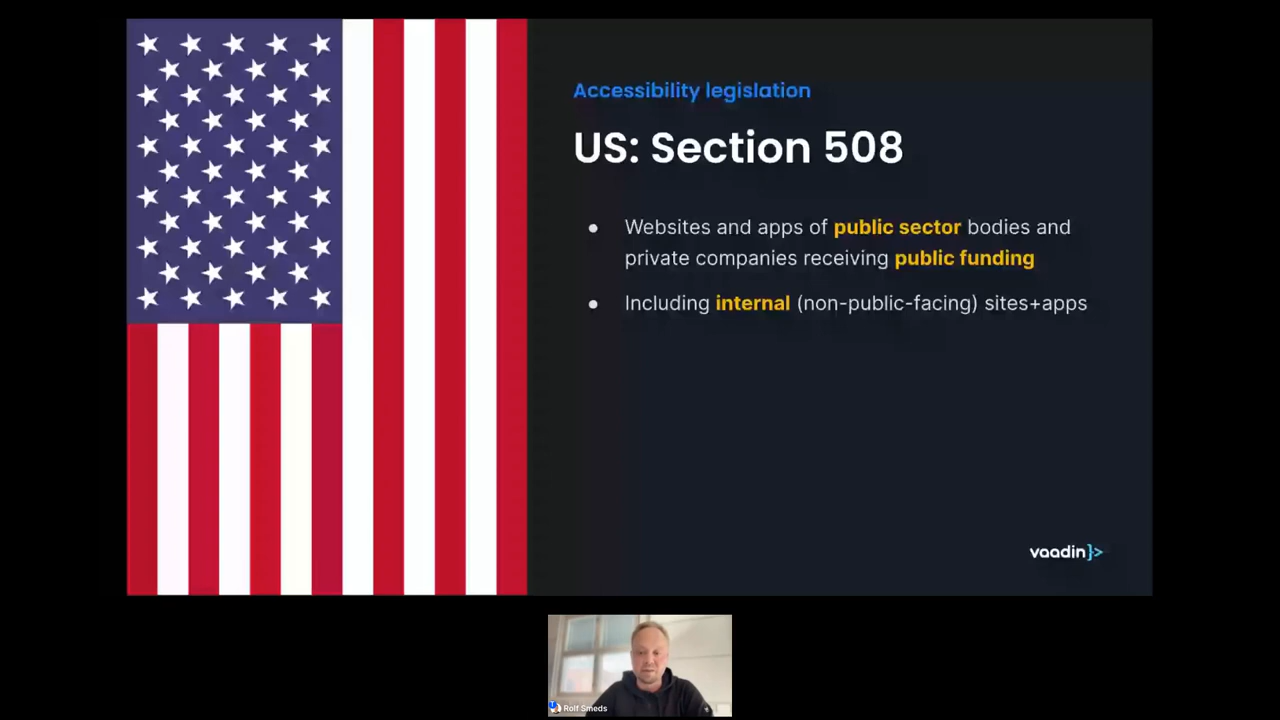 Accessibility legislation
US: Section 508
● Websites and apps of public sector bodies and
private companies receiving public funding
● Including internal (non-public-facing) sites+apps
vaadin}>
Rolf Smeds